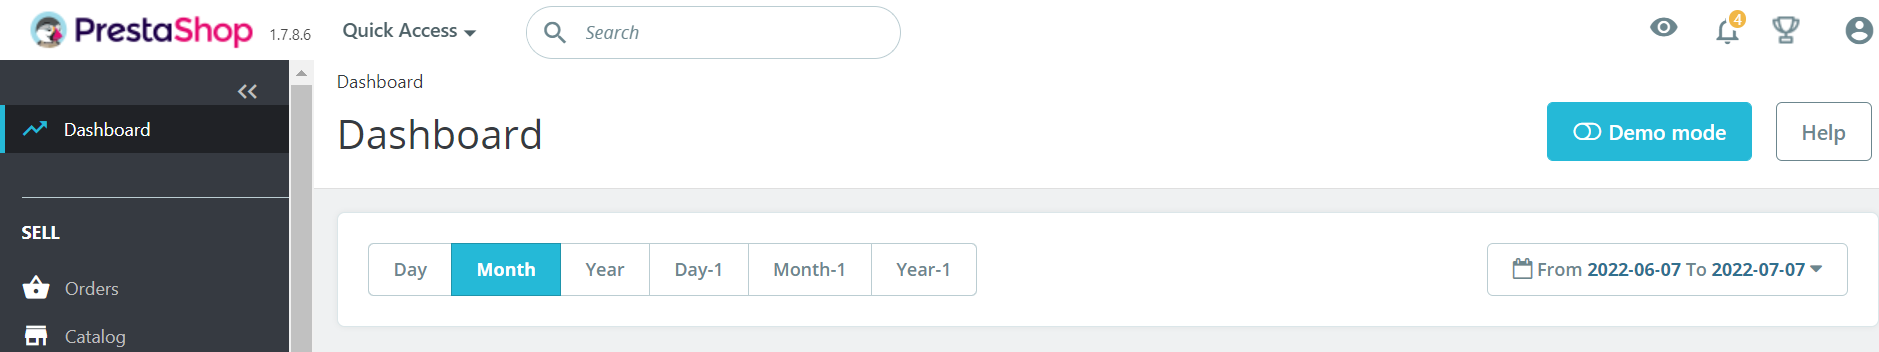 PrestaShop 1.7.8.6 Quick Access Search 4
Dashboard
Dashboard
Dashboard
Demo mode Help
SELL
Day Month Year Day-1 Month-1 Year-1 From 2022-06-07 To 2022-07-07
Orders
Catalog